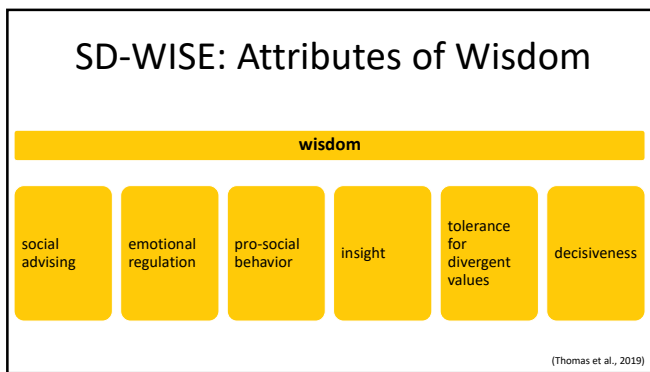 SD-WISE: Attributes of Wisdom
wisdom
social
advising
emotional
regulation
pro-social
behavior
insight
tolerance
for
divergent
values
decisiveness
(Thomas et al., 2019)